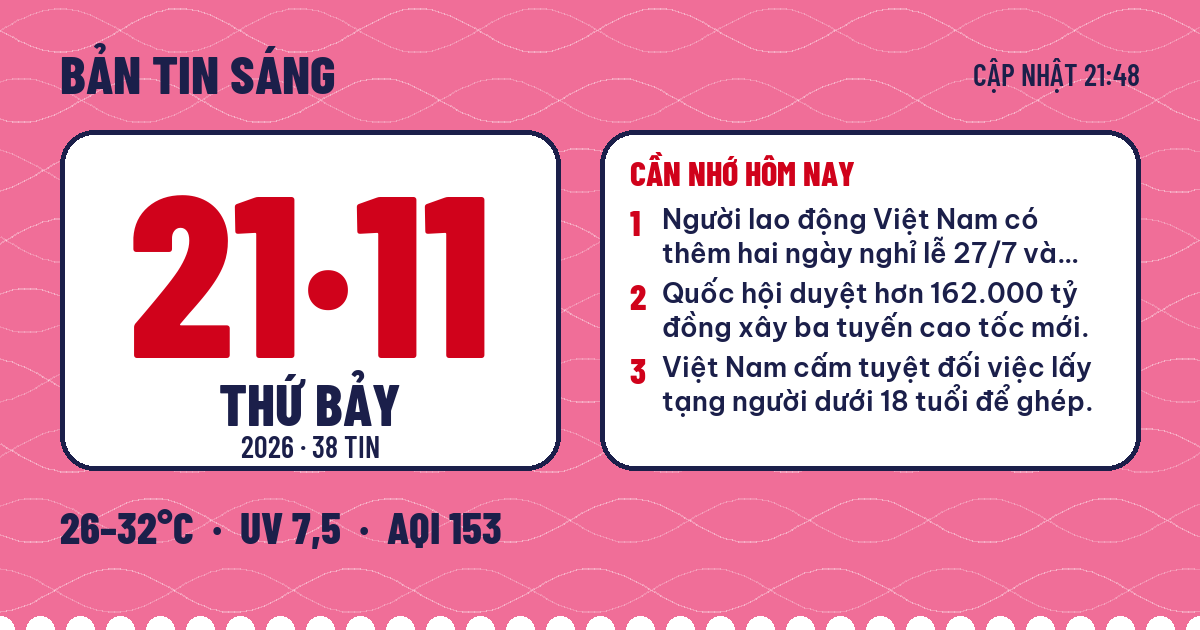 BẢN TIN SÁNG
CẬP NHẬT 21:48
21•11
THỨ BẢY
2026 · 38 TIN
CẦN NHỚ HÔM NAY
1 Người lao động Việt Nam có
thêm hai ngày nghỉ lễ 27/7 và...
2 Quốc hội duyệt hơn 162.000 tỷ
đồng xây ba tuyến cao tốc mới.
3 Việt Nam cấm tuyệt đối việc lấy
tạng người dưới 18 tuổi để ghép.
26–32°C · UV 7,5 · AQI 153